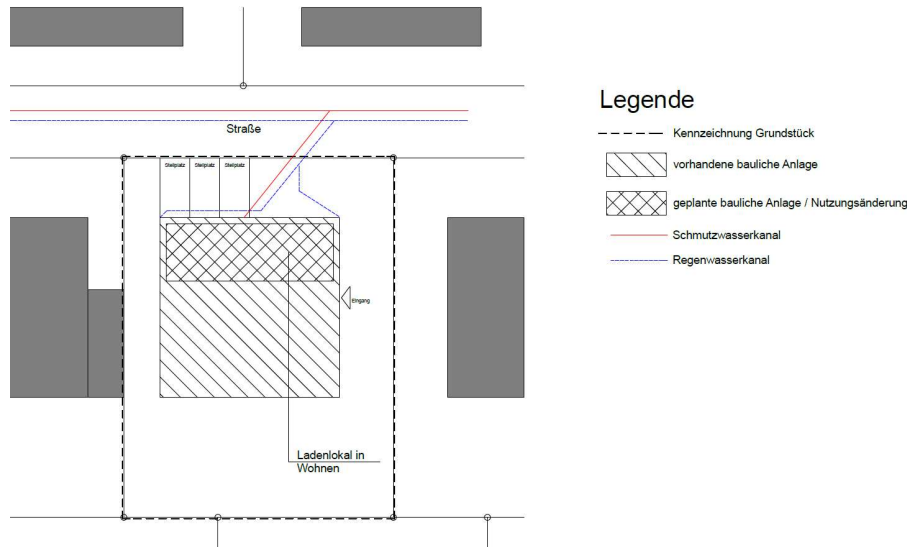 Straße
Stellplatz Stellplatz Stellplatz
Eingang
Ladenlokal in
Wohnen
Legende
Kennzeichnung Grundstück
vorhandene bauliche Anlage
geplante bauliche Anlage / Nutzungsänderung
Schmutzwasserkanal
Regenwasserkanal